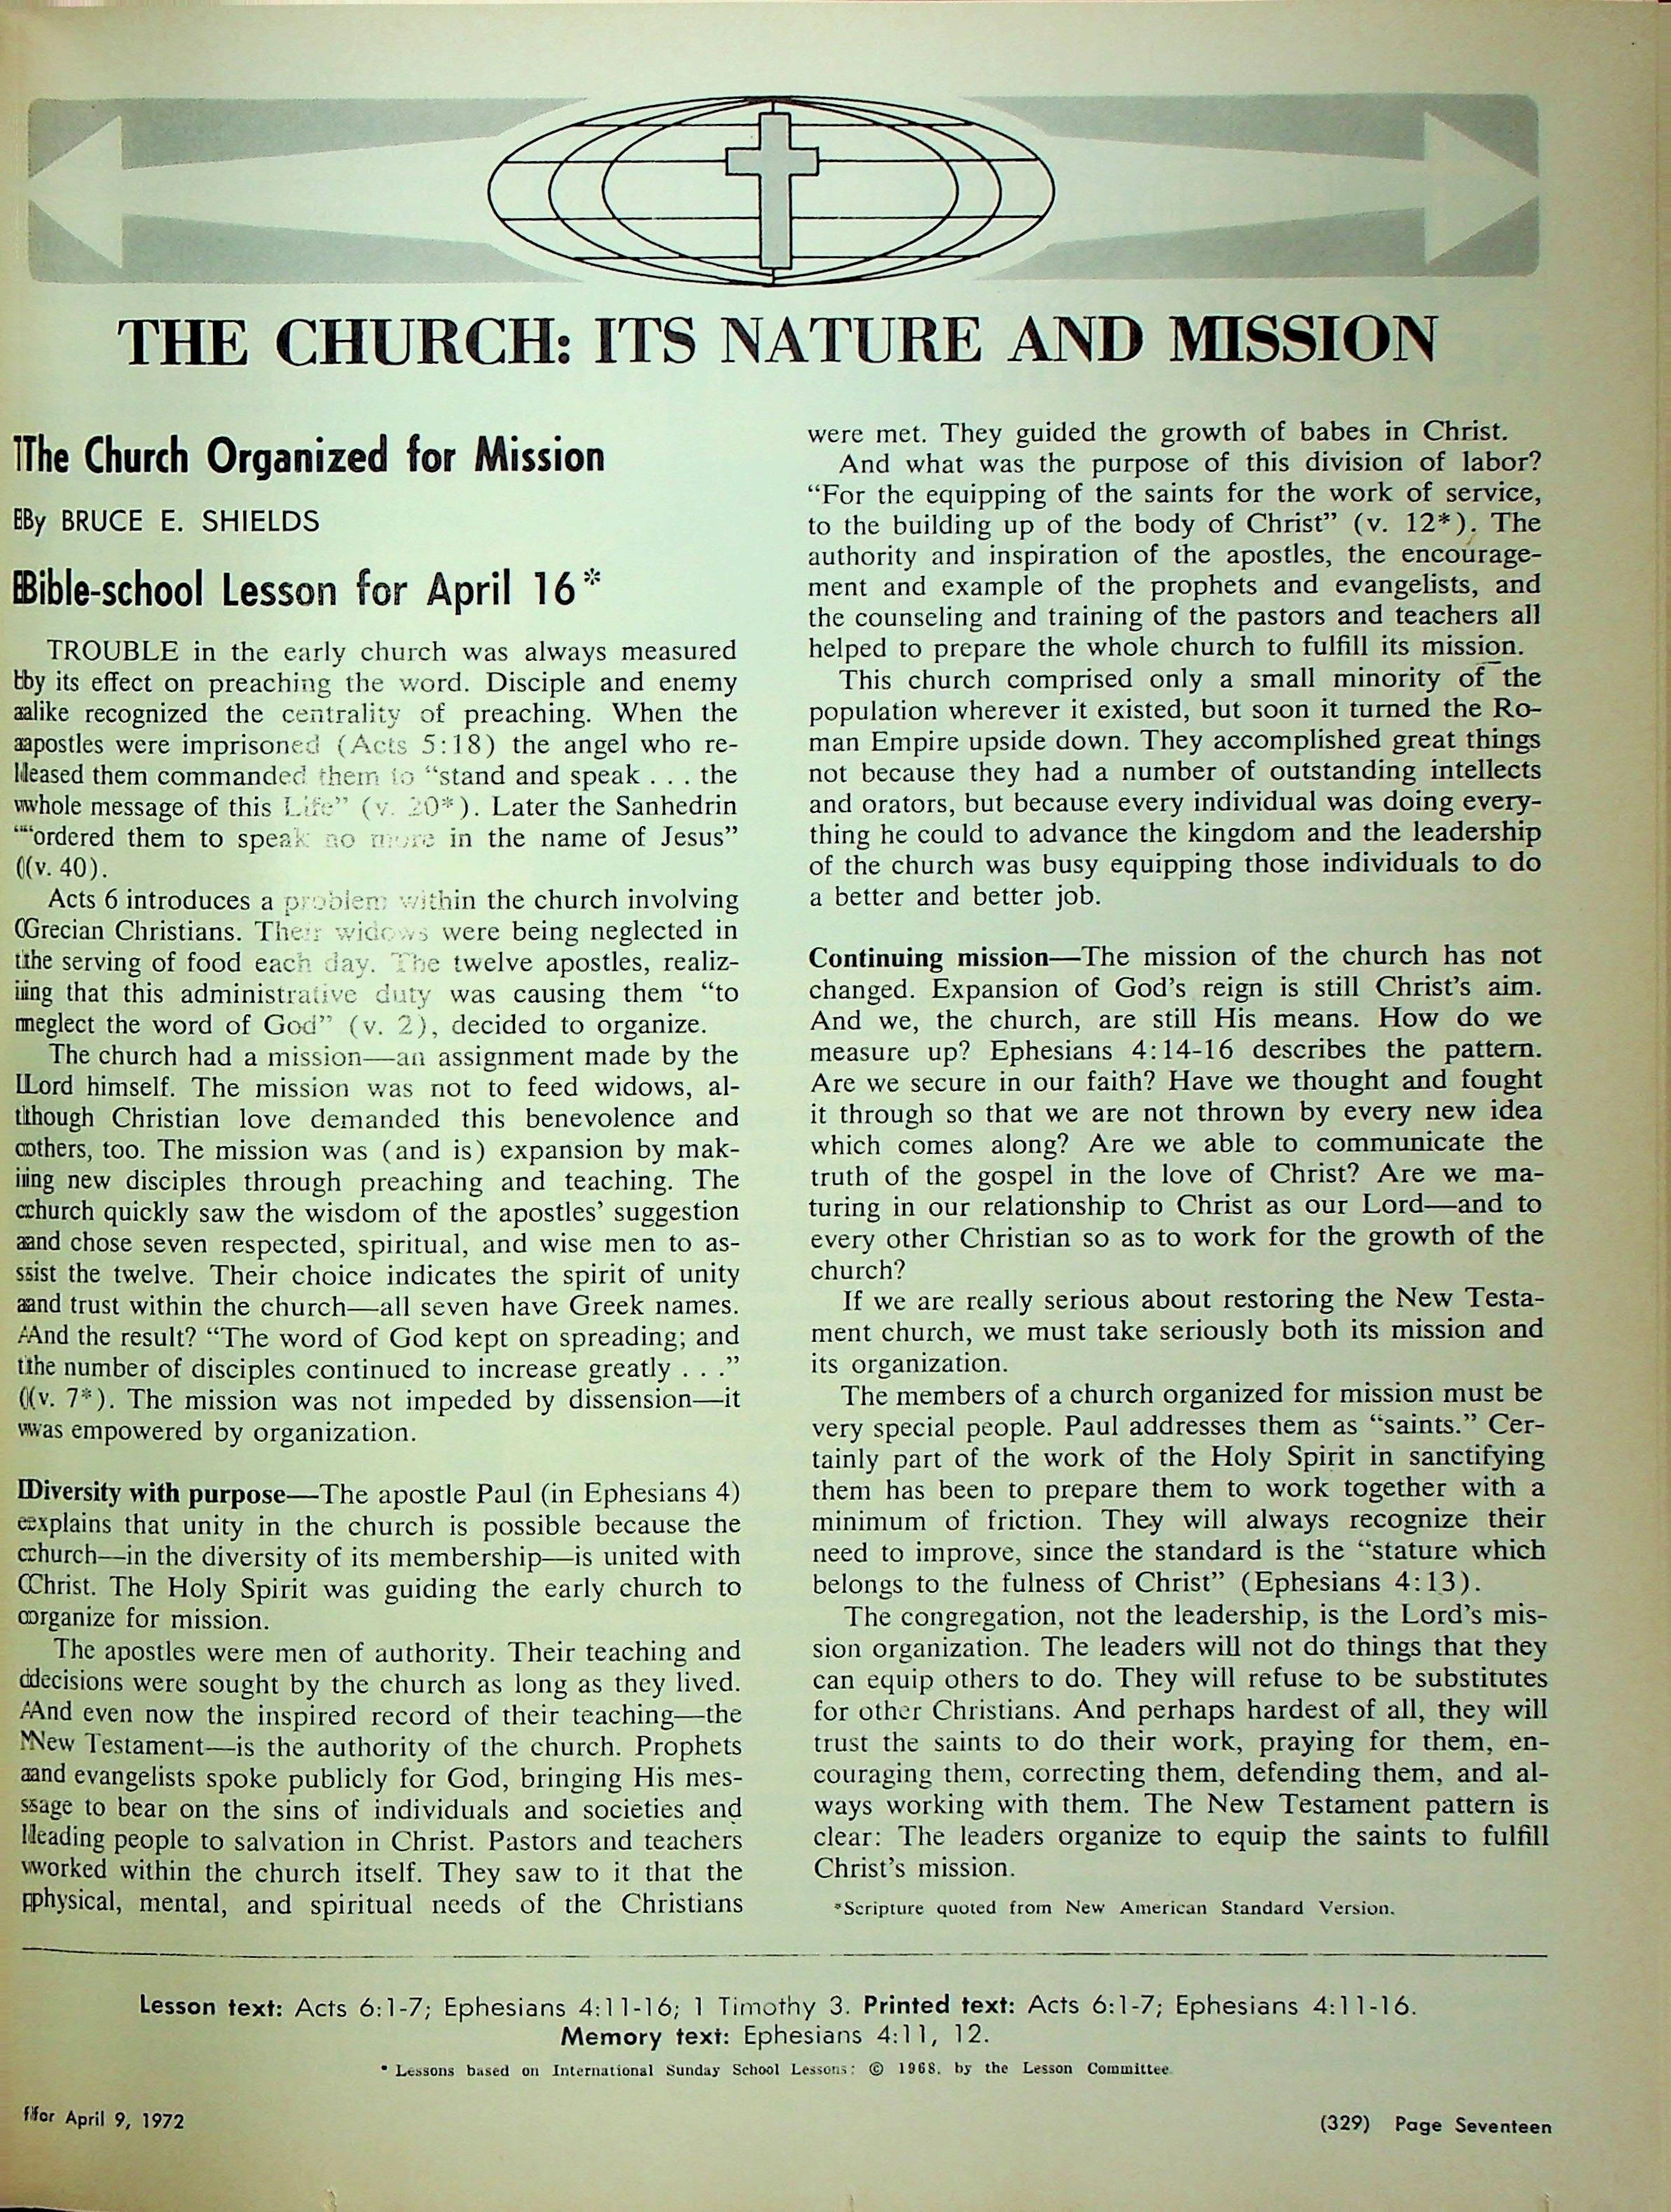 THE CHURCH: ITS NATURE AND MISSION
The Church Organized for Mission
By BRUCE E. SHIELDS
Bible-school Lesson for April 16*
TROUBLE in the early church was always measured
by its effect on preaching the word. Disciple and enemy
alike recognized the centrality of preaching. When the
apostles were imprisoned (Acts 5:18) the angel who re-
leased them commanded them to “stand and speak . . . the
whole message of this Life” (v. 20*). Later the Sanhedrin
“ordered them to speak no more in the name of Jesus”
(v. 40).
Acts 6 introduces a problem within the church involving
Grecian Christians. Their widows were being neglected in
the serving of food each day. The twelve apostles, realiz-
ing that this administrative duty was causing them “to
neglect the word of God” (v. 2), decided to organize.
The church had a mission—an assignment made by the
Lord himself. The mission was not to feed widows, al-
though Christian love demanded this benevolence and
others, too. The mission was (and is) expansion by mak-
ing new disciples through preaching and teaching. The
church quickly saw the wisdom of the apostles’ suggestion
and chose seven respected, spiritual, and wise men to as-
sist the twelve. Their choice indicates the spirit of unity
and trust within the church—all seven have Greek names.
And the result? “The word of God kept on spreading; and
the number of disciples continued to increase greatly . . .”
(v. 7*). The mission was not impeded by dissension—it
was empowered by organization.
Diversity with purpose—The apostle Paul (in Ephesians 4)
explains that unity in the church is possible because the
church—in the diversity of its membership—is united with
Christ. The Holy Spirit was guiding the early church to
organize for mission.
The apostles were men of authority. Their teaching and
decisions were sought by the church as long as they lived.
And even now the inspired record of their teaching—the
New Testament—is the authority of the church. Prophets
and evangelists spoke publicly for God, bringing His mes-
sage to bear on the sins of individuals and societies and
leading people to salvation in Christ. Pastors and teachers
worked within the church itself. They saw to it that the
physical, mental, and spiritual needs of the Christians
were met. They guided the growth of babes in Christ.
And what was the purpose of this division of labor?
“For the equipping of the saints for the work of service,
to the building up of the body of Christ” (v. 12*). The
authority and inspiration of the apostles, the encourage-
ment and example of the prophets and evangelists, and
the counseling and training of the pastors and teachers all
helped to prepare the whole church to fulfill its mission.
This church comprised only a small minority of the
population wherever it existed, but soon it turned the Ro-
man Empire upside down. They accomplished great things
not because they had a number of outstanding intellects
and orators, but because every individual was doing every-
thing he could to advance the kingdom and the leadership
of the church was busy equipping those individuals to do
a better and better job.
Continuing mission—The mission of the church has not
changed. Expansion of God’s reign is still Christ’s aim.
And we, the church, are still His means. How do we
measure up? Ephesians 4:14-16 describes the pattern.
Are we secure in our faith? Have we thought and fought
it through so that we are not thrown by every new idea
which comes along? Are we able to communicate the
truth of the gospel in the love of Christ? Are we ma-
turing in our relationship to Christ as our Lord—and to
every other Christian so as to work for the growth of the
church?
If we are really serious about restoring the New Testa-
ment church, we must take seriously both its mission and
its organization.
The members of a church organized for mission must be
very special people. Paul addresses them as “saints.” Cer-
tainly part of the work of the Holy Spirit in sanctifying
them has been to prepare them to work together with a
minimum of friction. They will always recognize their
need to improve, since the standard is the “stature which
belongs to the fulness of Christ” (Ephesians 4:13).
The congregation, not the leadership, is the Lord’s mis-
sion organization. The leaders will not do things that they
can equip others to do. They will refuse to be substitutes
for other Christians. And perhaps hardest of all, they will
trust the saints to do their work, praying for them, en-
couraging them, correcting them, defending them, and al-
ways working with them. The New Testament pattern is
clear: The leaders organize to equip the saints to fulfill
Christ’s mission.
*Scripture quoted from New American Standard Version.
Lesson text: Acts 6:1-7; Ephesians 4:11-16; 1 Timothy 3. Printed text: Acts 6:1-7; Ephesians 4:11-16.
Memory text: Ephesians 4:11, 12.
* Lessons based on International Sunday School Lessons; © 1968, by the Lesson Committee.
for April 9, 1972
(329) Page Seventeen